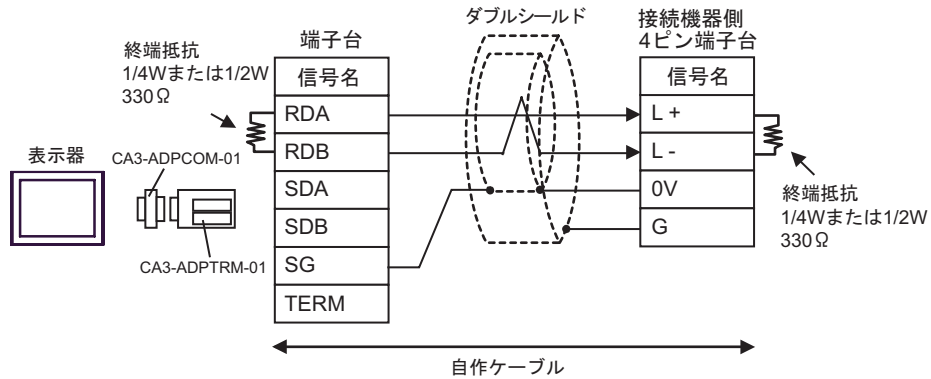 ダブルシールド
接続機器側
4ピン端子台
端子台
終端抵抗
1/4Wまたは1/2W
330Ω
信号名
信号名
RDA
L +
RDB
L -
表示器
CA3-ADPCOM-01
SDA
0V
終端抵抗
1/4Wまたは1/2W
330Ω
SDB
G
CA3-ADPTRM-01
SG
TERM
自作ケーブル